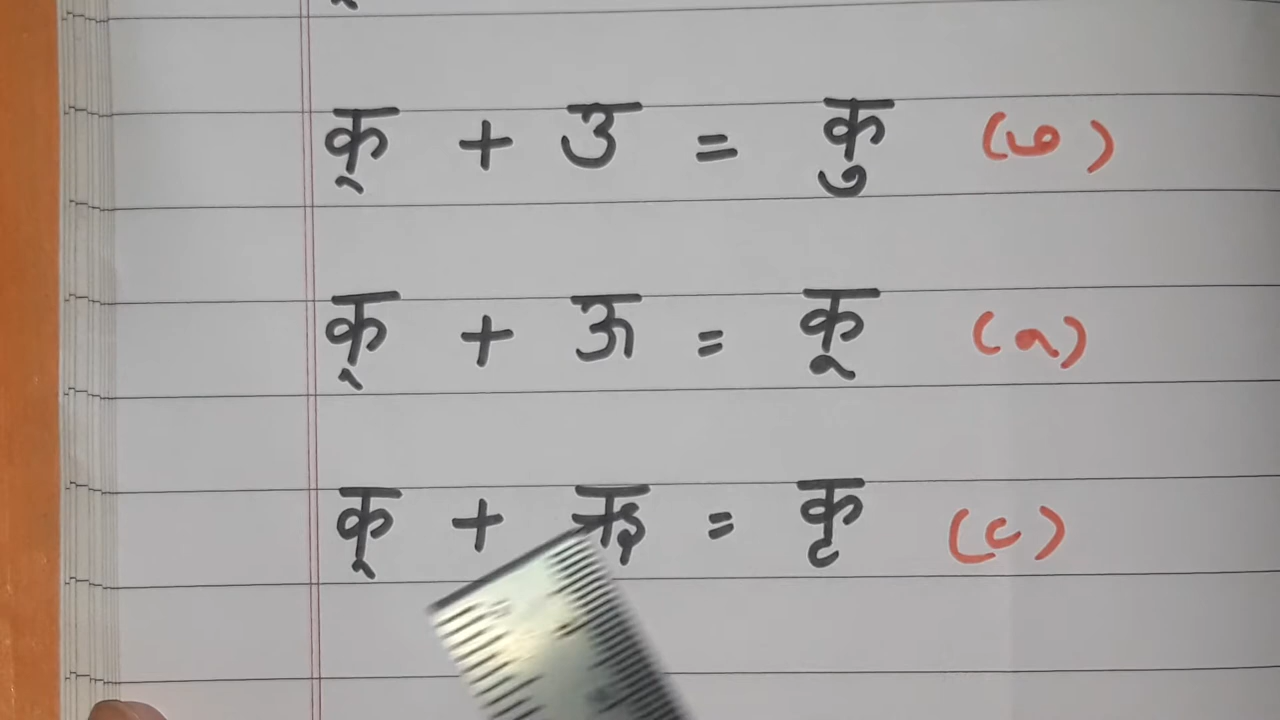 क् + उ = कु (ु)
क् + ऊ = कू (ू)
क् + ऋ = कृ (ृ)